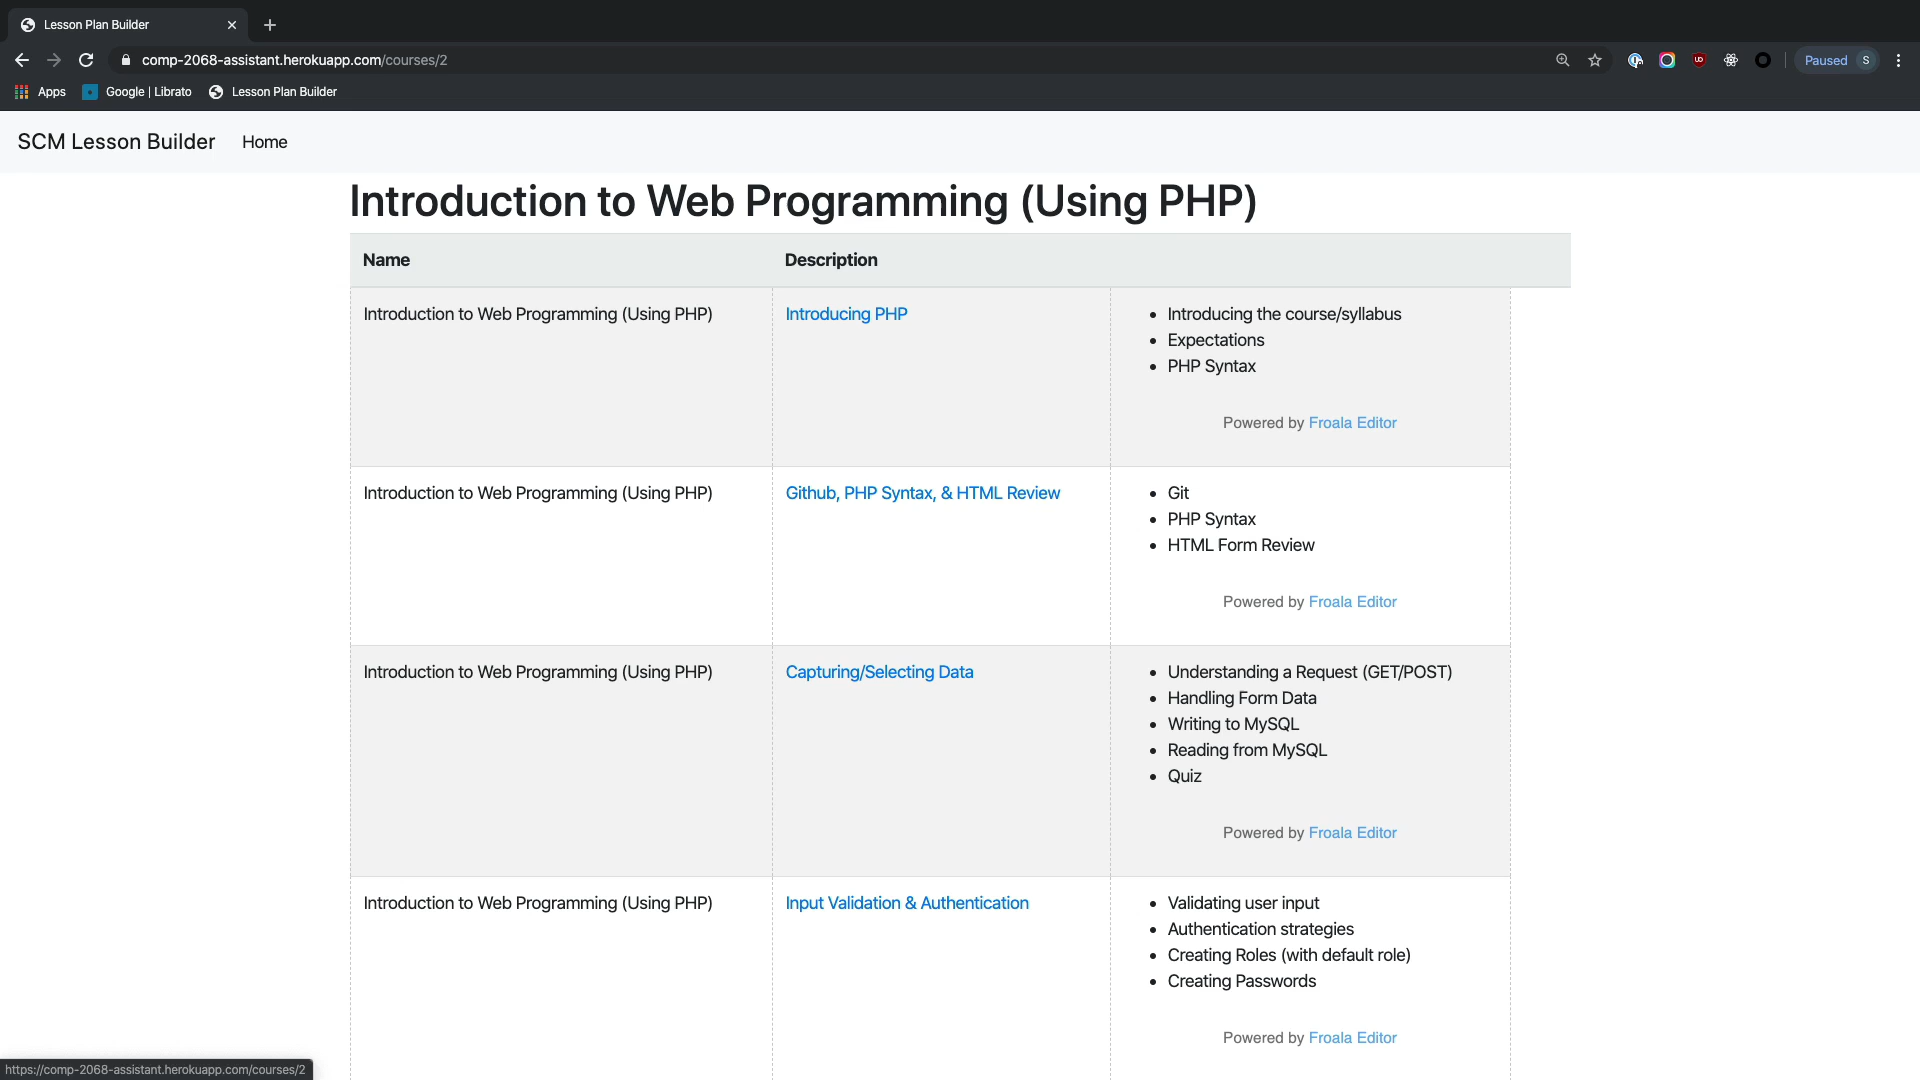 Lesson Plan Builder
comp-2068-assistant.herokuapp.com/courses/2
Paused S
Apps Google | Librato Lesson Plan Builder
SCM Lesson Builder Home
Introduction to Web Programming (Using PHP)
Name Description
Introduction to Web Programming (Using PHP) Introducing PHP
Introducing the course/syllabus
Expectations
PHP Syntax
Powered by Froala Editor
Introduction to Web Programming (Using PHP) Github, PHP Syntax, & HTML Review
Git
PHP Syntax
HTML Form Review
Powered by Froala Editor
Introduction to Web Programming (Using PHP) Capturing/Selecting Data
Understanding a Request (GET/POST)
Handling Form Data
Writing to MySQL
Reading from MySQL
Quiz
Powered by Froala Editor
Introduction to Web Programming (Using PHP) Input Validation & Authentication
Validating user input
Authentication strategies
Creating Roles (with default role)
Creating Passwords
Powered by Froala Editor
https://comp-2068-assistant.herokuapp.com/courses/2